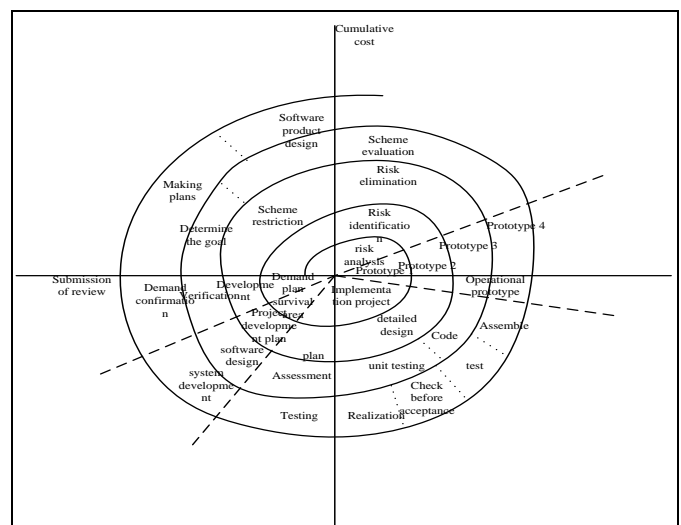 Cumulative
cost
Software
product
design
Scheme
evaluation
Risk
elimination
Making
plans
Scheme
restriction
Risk
identificatio
n
Determine
the goal
Prototype 4
Prototype 3
risk
analysis
Prototype
Prototype 2
Submission
of review
Demand
confirmatio
n
Verification
Developme
nt
Demand
plan
survival
area
Implementa
tion project
Operational
prototype
Project
developme
nt plan
detailed
design
Assemble
Code
software
design
plan
system
developme
nt
Assessment
unit testing
test
Check
before
acceptance
Testing
Realization